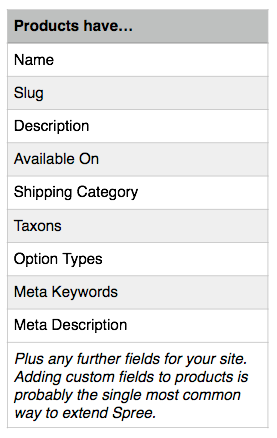 Products have…
Name
Slug
Description
Available On
Shipping Category
Taxons
Option Types
Meta Keywords
Meta Description
Plus any further fields for your site.
Adding custom fields to products is
probably the single most common
way to extend Spree.